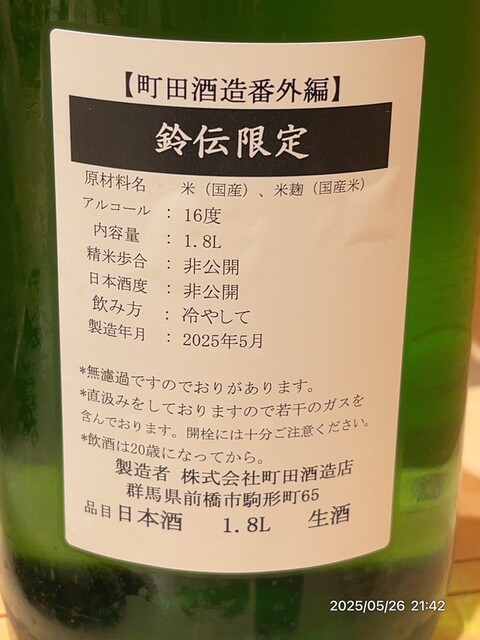 【町田酒造番外編】
鈴伝限定
原材料名 米（国産）、米麹（国産米）
アルコール : 16度
内容量 : 1.8L
精米歩合 : 非公開
日本酒度 : 非公開
飲み方 : 冷やして
製造年月 : 2025年5月
*無濾過ですのでおりがあります。
*直汲みをしておりますので若干のガスを
含んでおります。開栓には十分ご注意ください。
*飲酒は20歳になってから。
製造者 株式会社町田酒造店
群馬県前橋市駒形町65
品目 日本酒 1.8L 生酒
2025/05/26 21:42